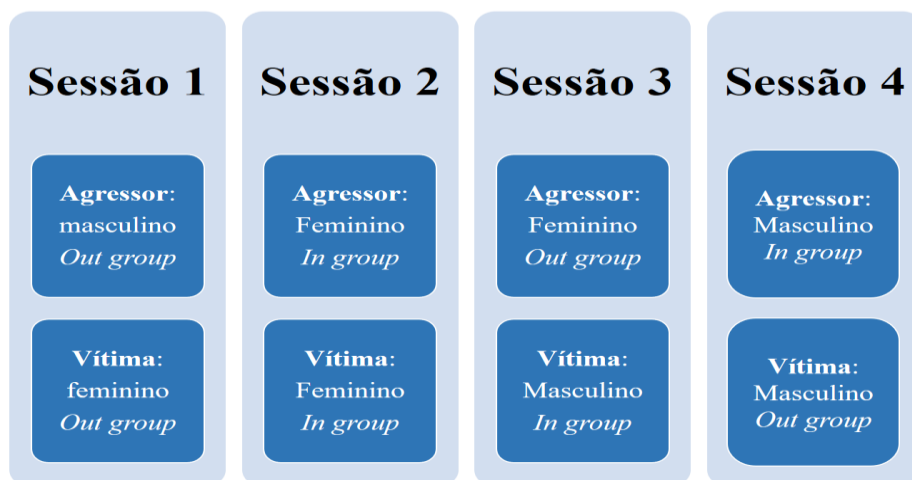 Sessão 1
Agressor:
masculino
Out group
Vítima:
feminino
Out group
Sessão 2
Agressor:
Feminino
In group
Vítima:
Feminino
In group
Sessão 3
Agressor:
Feminino
Out group
Vítima:
Masculino
In group
Sessão 4
Agressor:
Masculino
In group
Vítima:
Masculino
Out group